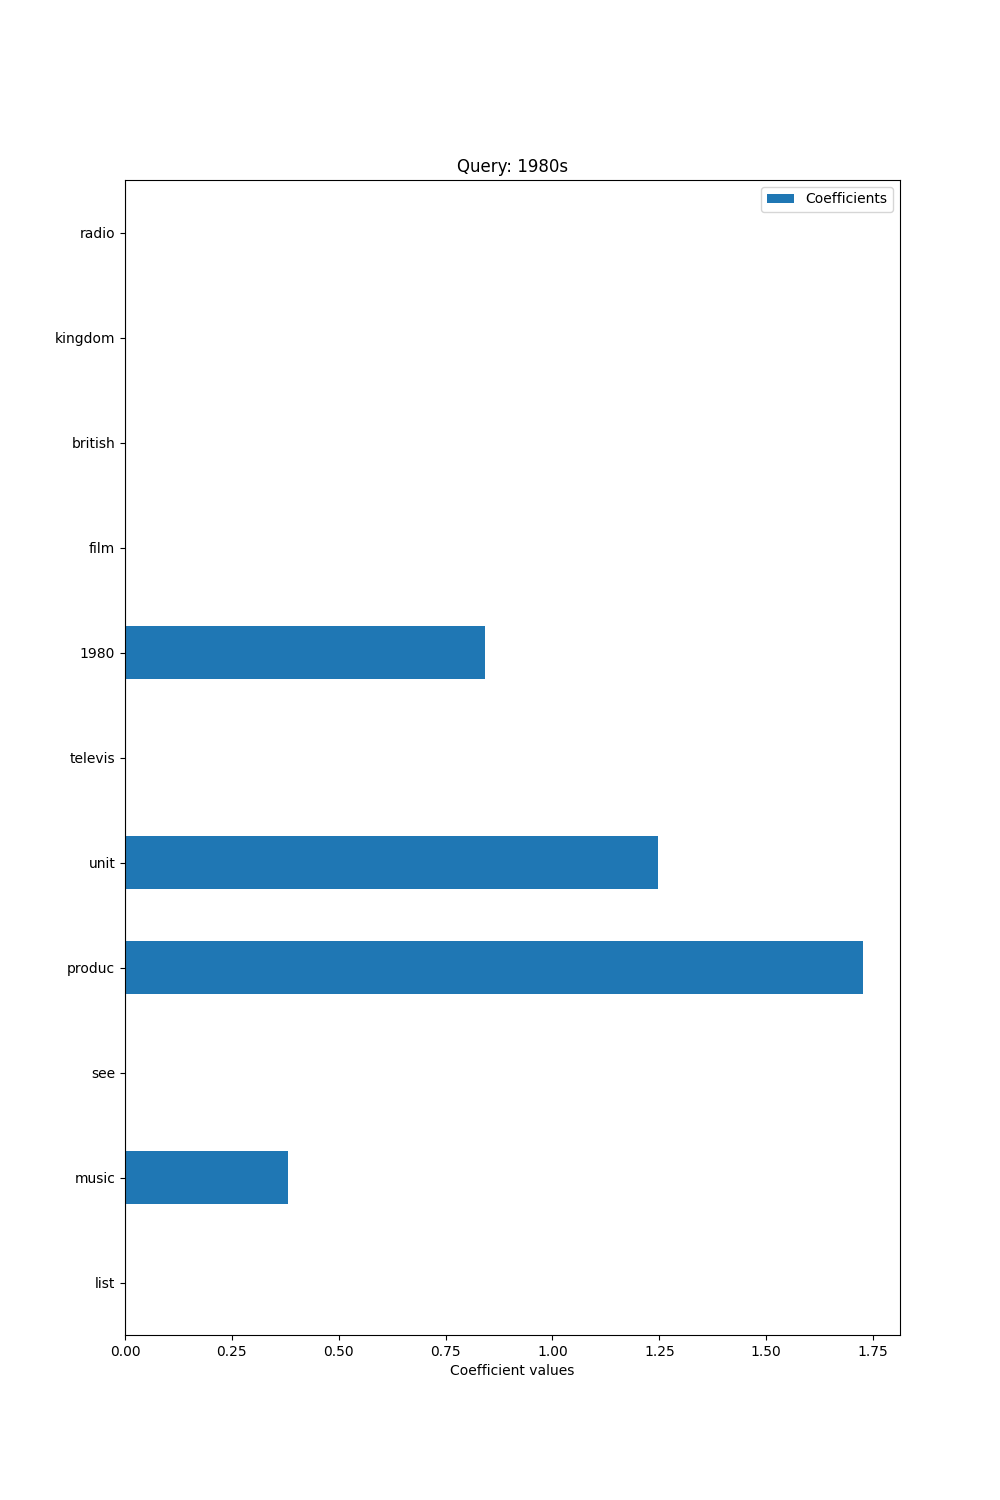 Query: 1980s
Coefficients
radio
kingdom
british
film
1980
televis
unit
produc
see
music
list
0.00 0.25 0.50 0.75 1.00 1.25 1.50 1.75
Coefficient values